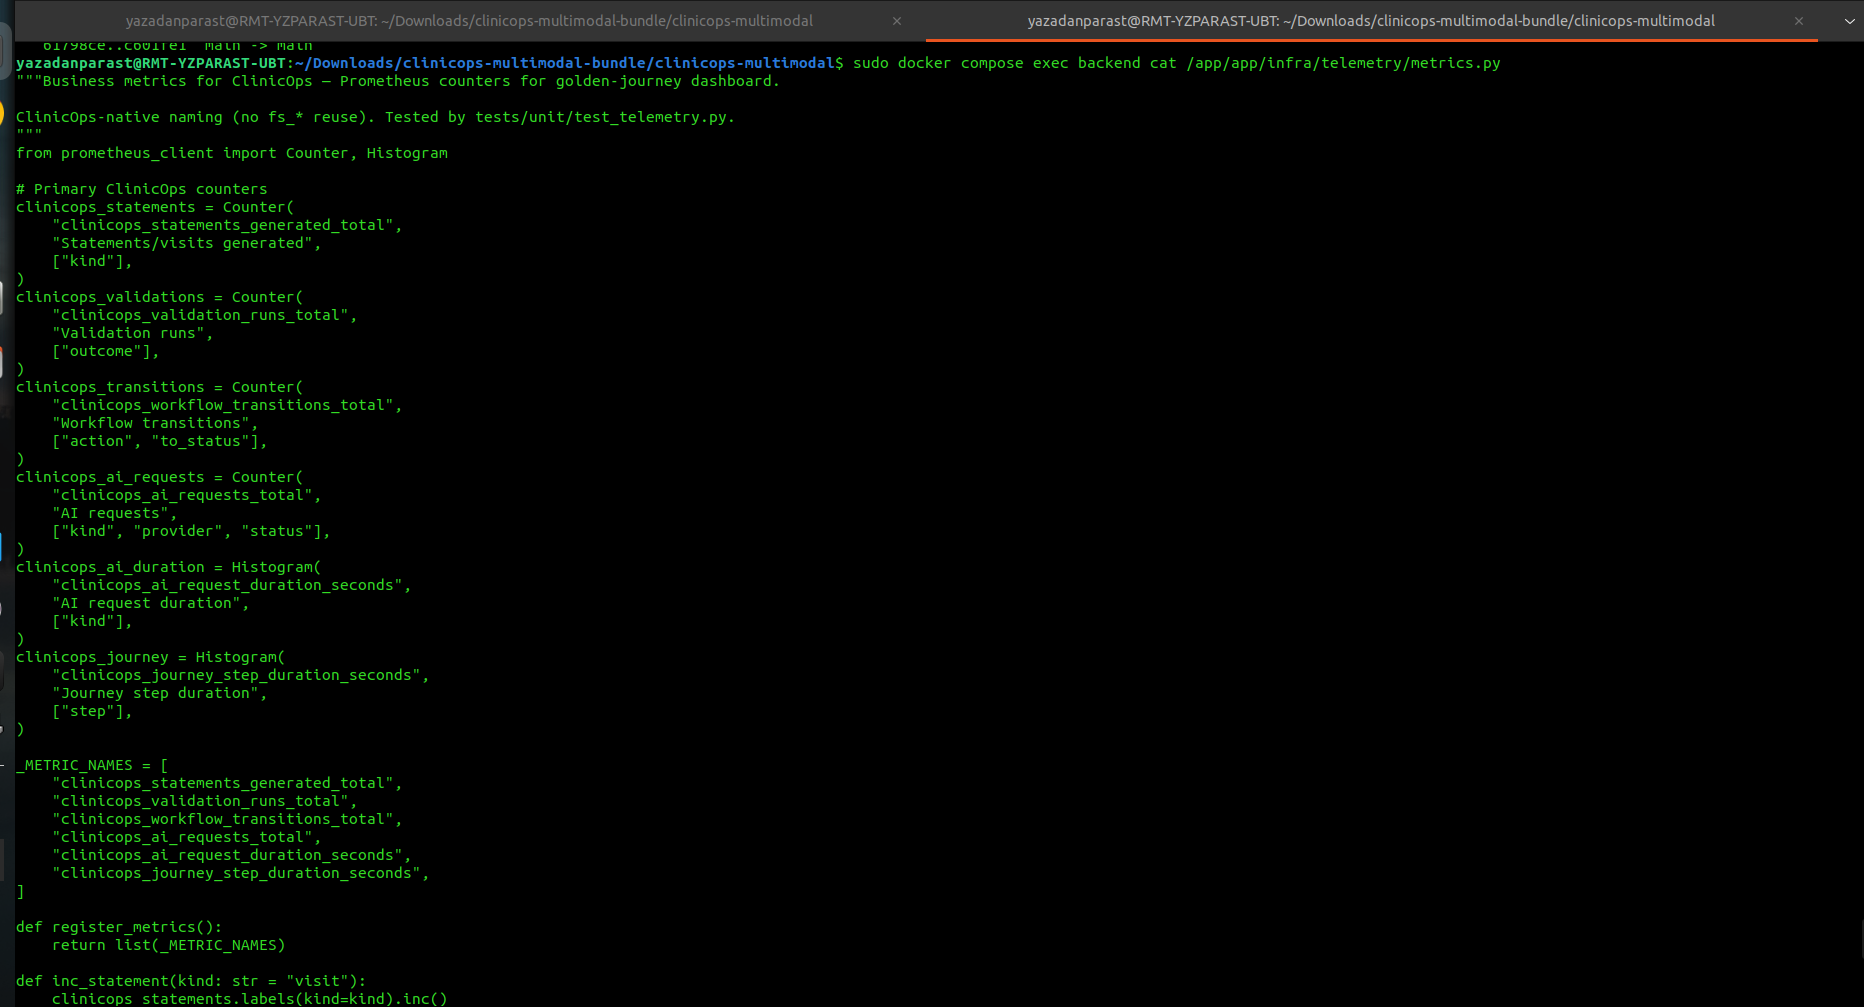 yazadanparast@RMT-YZPARAST-UBT: ~/Downloads/clinicops-multimodal-bundle/clinicops-multimodal
yazadanparast@RMT-YZPARAST-UBT: ~/Downloads/clinicops-multimodal-bundle/clinicops-multimodal
61798ce..c601fe1  main -> main
yazadanparast@RMT-YZPARAST-UBT:~/Downloads/clinicops-multimodal-bundle/clinicops-multimodal$ sudo docker compose exec backend cat /app/app/infra/telemetry/metrics.py
"""Business metrics for ClinicOps — Prometheus counters for golden-journey dashboard.

ClinicOps-native naming (no fs_* reuse). Tested by tests/unit/test_telemetry.py.
"""
from prometheus_client import Counter, Histogram

# Primary ClinicOps counters
clinicops_statements = Counter(
    "clinicops_statements_generated_total",
    "Statements/visits generated",
    ["kind"],
)
clinicops_validations = Counter(
    "clinicops_validation_runs_total",
    "Validation runs",
    ["outcome"],
)
clinicops_transitions = Counter(
    "clinicops_workflow_transitions_total",
    "Workflow transitions",
    ["action", "to_status"],
)
clinicops_ai_requests = Counter(
    "clinicops_ai_requests_total",
    "AI requests",
    ["kind", "provider", "status"],
)
clinicops_ai_duration = Histogram(
    "clinicops_ai_request_duration_seconds",
    "AI request duration",
    ["kind"],
)
clinicops_journey = Histogram(
    "clinicops_journey_step_duration_seconds",
    "Journey step duration",
    ["step"],
)

_METRIC_NAMES = [
    "clinicops_statements_generated_total",
    "clinicops_validation_runs_total",
    "clinicops_workflow_transitions_total",
    "clinicops_ai_requests_total",
    "clinicops_ai_request_duration_seconds",
    "clinicops_journey_step_duration_seconds",
]

def register_metrics():
    return list(_METRIC_NAMES)

def inc_statement(kind: str = "visit"):
    clinicops_statements.labels(kind=kind).inc()